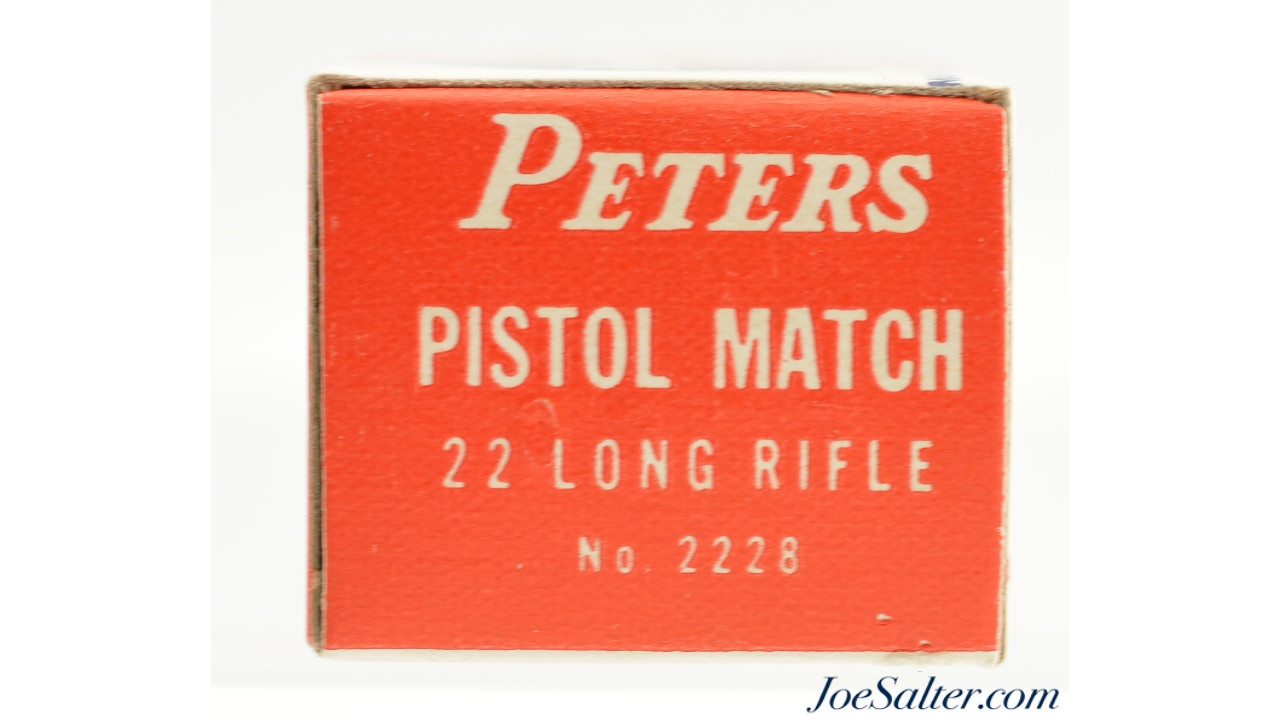 PETERS
PISTOL MATCH
22 LONG RIFLE
No. 2228
JoeSalter.com